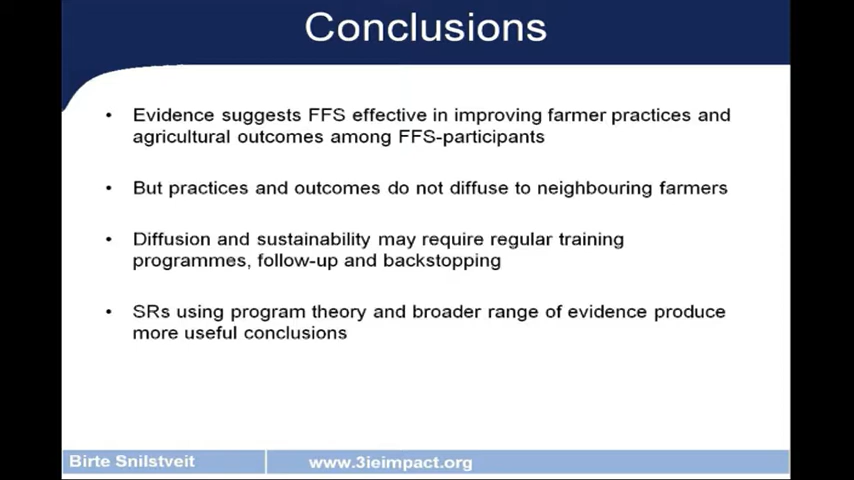 Conclusions
• Evidence suggests FFS effective in improving farmer practices and
agricultural outcomes among FFS-participants
• But practices and outcomes do not diffuse to neighbouring farmers
• Diffusion and sustainability may require regular training
programmes, follow-up and backstopping
• SRs using program theory and broader range of evidence produce
more useful conclusions
Birte Snilstveit
www.3ieimpact.org